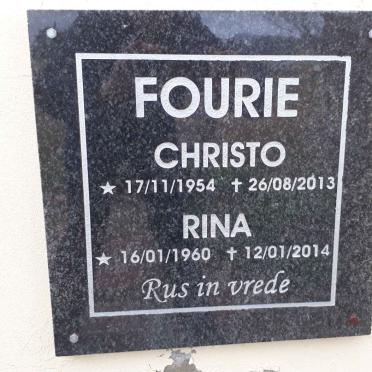 FOURIE
CHRISTO
★ 17/11/1954 ✝ 26/08/2013
RINA
★ 16/01/1960 ✝ 12/01/2014
Rus in vrede